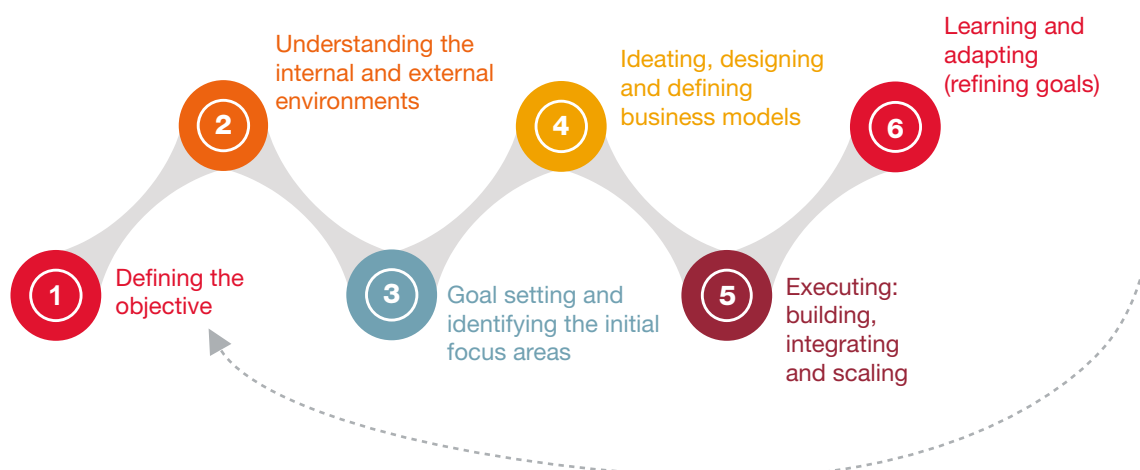 1
Defining the
objective
2
Understanding the
internal and external
environments
3
Goal setting and
identifying the initial
focus areas
4
Ideating, designing
and defining
business models
5
Executing:
building,
integrating
and scaling
6
Learning and
adapting
(refining goals)